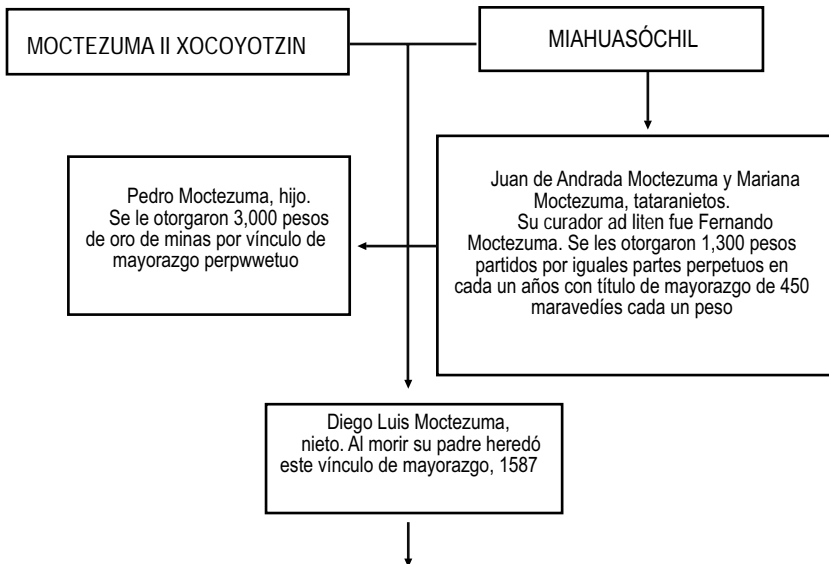 MOCTEZUMA II XOCOYOTZIN
MIAHUASÓCHIL
Pedro Moctezuma, hijo.
Se le otorgaron 3,000 pesos
de oro de minas por vínculo de
mayorazgo perpwwetuo
Juan de Andrada Moctezuma y Mariana
Moctezuma, tataranietos.
Su curador ad liten fue Fernando
Moctezuma. Se les otorgaron 1,300 pesos
partidos por iguales partes perpetuos en
cada un años con título de mayorazgo de 450
maravedíes cada un peso
Diego Luis Moctezuma,
nieto. Al morir su padre heredó
este vínculo de mayorazgo, 1587